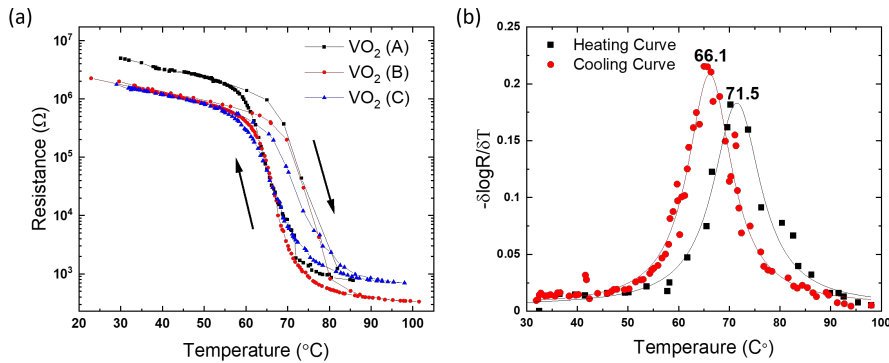 (a)
Resistance (Ω)
10⁷
10⁶
10⁵
10⁴
10³
VO₂ (A)
VO₂ (B)
VO₂ (C)
20 30 40 50 60 70 80 90 100
Temperature (°C)
(b)
-δlogR/δT
0.25
0.2
0.15
0.1
0.05
0
Heating Curve
Cooling Curve
66.1
71.5
30 40 50 60 70 80 90 100
Temperaure (C°)